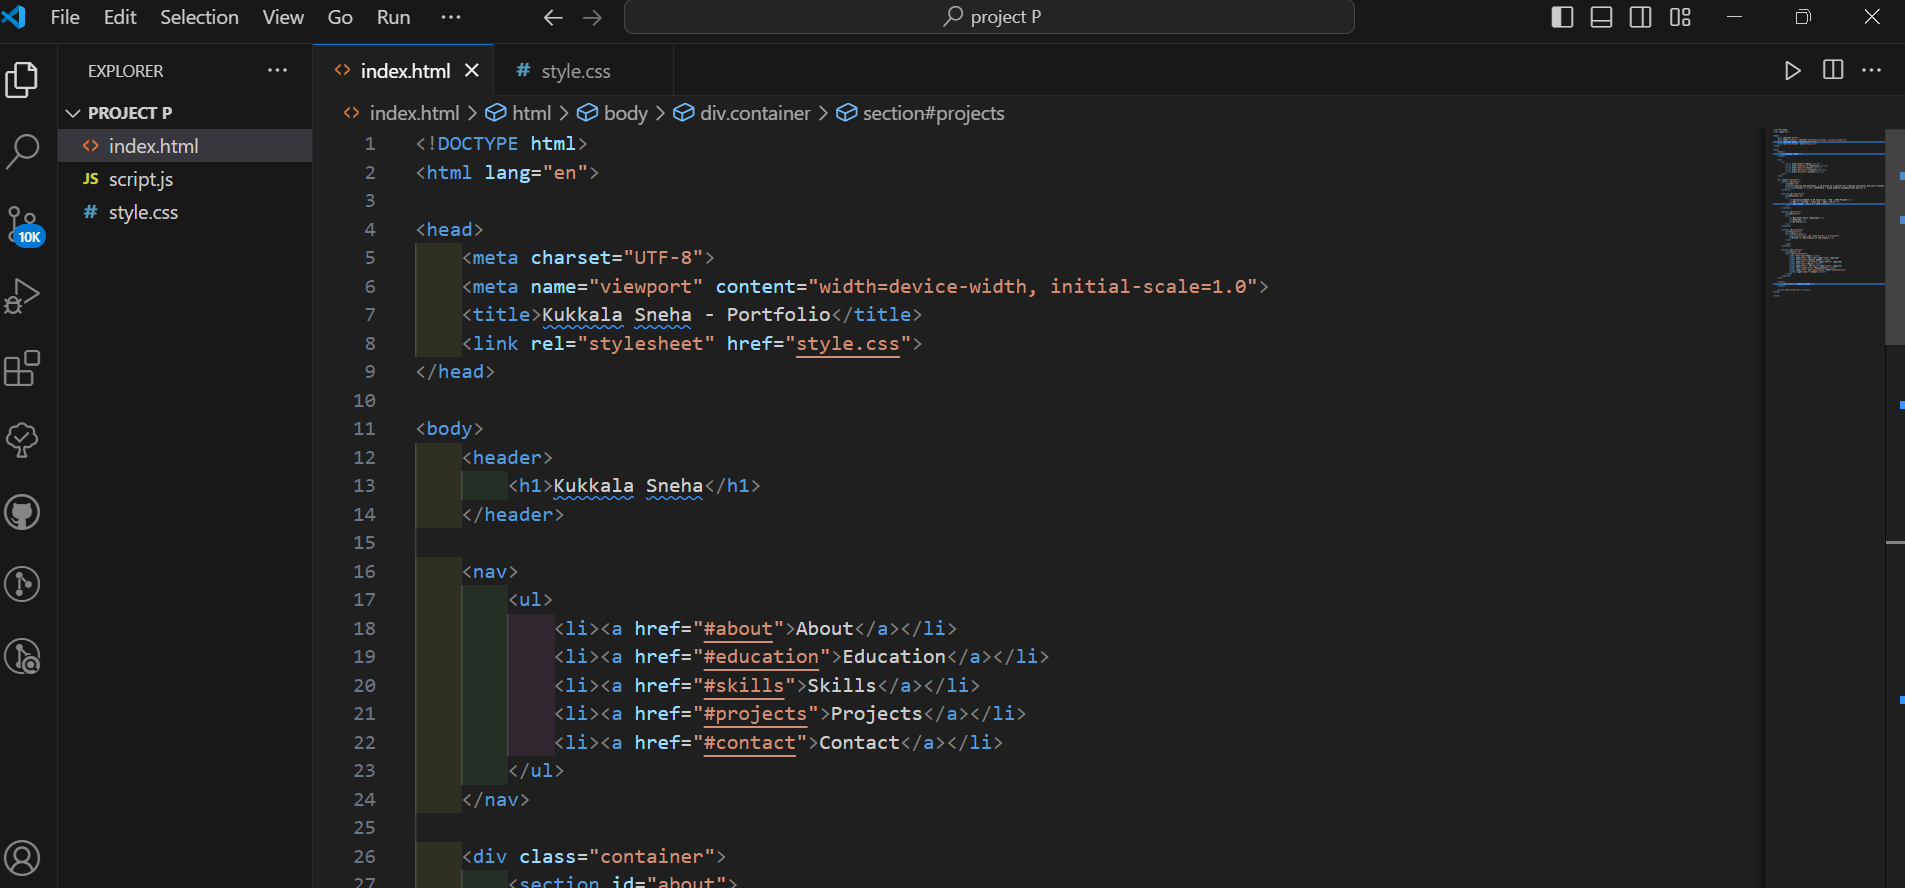 File Edit Selection View Go Run ··· project P
EXPLORER ···
PROJECT P
index.html
script.js
style.css
10K
index.html style.css
index.html > html > body > div.container > section#projects
1 <!DOCTYPE html>
2 <html lang="en">
3
4 <head>
5 <meta charset="UTF-8">
6 <meta name="viewport" content="width=device-width, initial-scale=1.0">
7 <title>Kukkala Sneha - Portfolio</title>
8 <link rel="stylesheet" href="style.css">
9 </head>
10
11 <body>
12 <header>
13 <h1>Kukkala Sneha</h1>
14 </header>
15
16 <nav>
17 <ul>
18 <li><a href="#about">About</a></li>
19 <li><a href="#education">Education</a></li>
20 <li><a href="#skills">Skills</a></li>
21 <li><a href="#projects">Projects</a></li>
22 <li><a href="#contact">Contact</a></li>
23 </ul>
24 </nav>
25
26 <div class="container">
27 <section id="about">